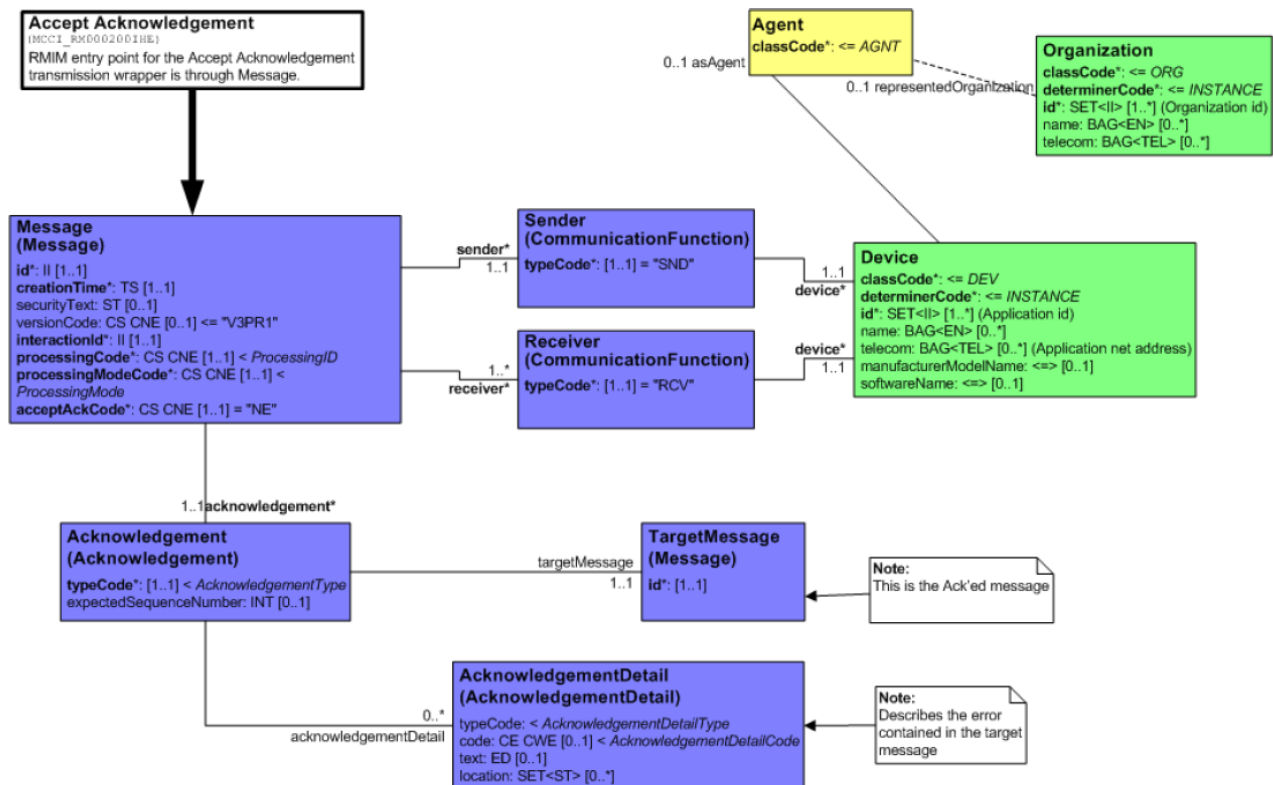 Accept Acknowledgement
(MCCI_RM000200IHE)
RMIM entry point for the Accept Acknowledgement
transmission wrapper is through Message.
Agent
classCode*: <= AGNT
0..1 asAgent
0..1 representedOrganization
Organization
classCode*: <= ORG
determinerCode*: <= INSTANCE
id*: SET<II> [1..*] (Organization id)
name: BAG<EN> [0..*]
telecom: BAG<TEL> [0..*]
Message
(Message)
id*: II [1..1]
creationTime*: TS [1..1]
securityText: ST [0..1]
versionCode: CS CNE [0..1] <= "V3PR1"
interactionId*: II [1..1]
processingCode*: CS CNE [1..1] < ProcessingID
processingModeCode*: CS CNE [1..1] <
ProcessingMode
acceptAckCode*: CS CNE [1..1] = "NE"
sender*
1..1
Sender
(CommunicationFunction)
typeCode*: [1..1] = "SND"
1..1
device*
1..*
receiver*
Receiver
(CommunicationFunction)
typeCode*: [1..1] = "RCV"
device*
1..1
Device
classCode*: <= DEV
determinerCode*: <= INSTANCE
id*: SET<II> [1..*] (Application id)
name: BAG<EN> [0..*]
telecom: BAG<TEL> [0..*] (Application net address)
manufacturerModelName: <=> [0..1]
softwareName: <=> [0..1]
1..1acknowledgement*
Acknowledgement
(Acknowledgement)
typeCode*: [1..1] < AcknowledgementType
expectedSequenceNumber: INT [0..1]
targetMessage
1..1
TargetMessage
(Message)
id*: [1..1]
Note:
This is the Ack'ed message
0..*
acknowledgementDetail
AcknowledgementDetail
(AcknowledgementDetail)
typeCode: < AcknowledgementDetailType
code: CE CWE [0..1] < AcknowledgementDetailCode
text: ED [0..1]
location: SET<ST> [0..*]
Note:
Describes the error
contained in the target
message